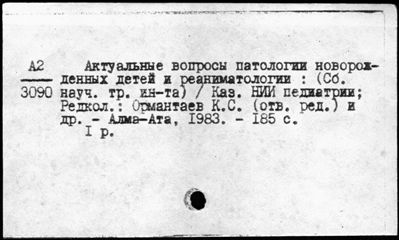 А2 Актуальные вопросы патологии новорож-
денных детей и реаниматологии : (Сб.
3090 науч. тр. ин-та) / Каз. НИИ педиатрии;
Редкол.: Ормантаев К.С. (отв. ред.) и
др. - Алма-Ата, 1983. - 185 с.
I р.